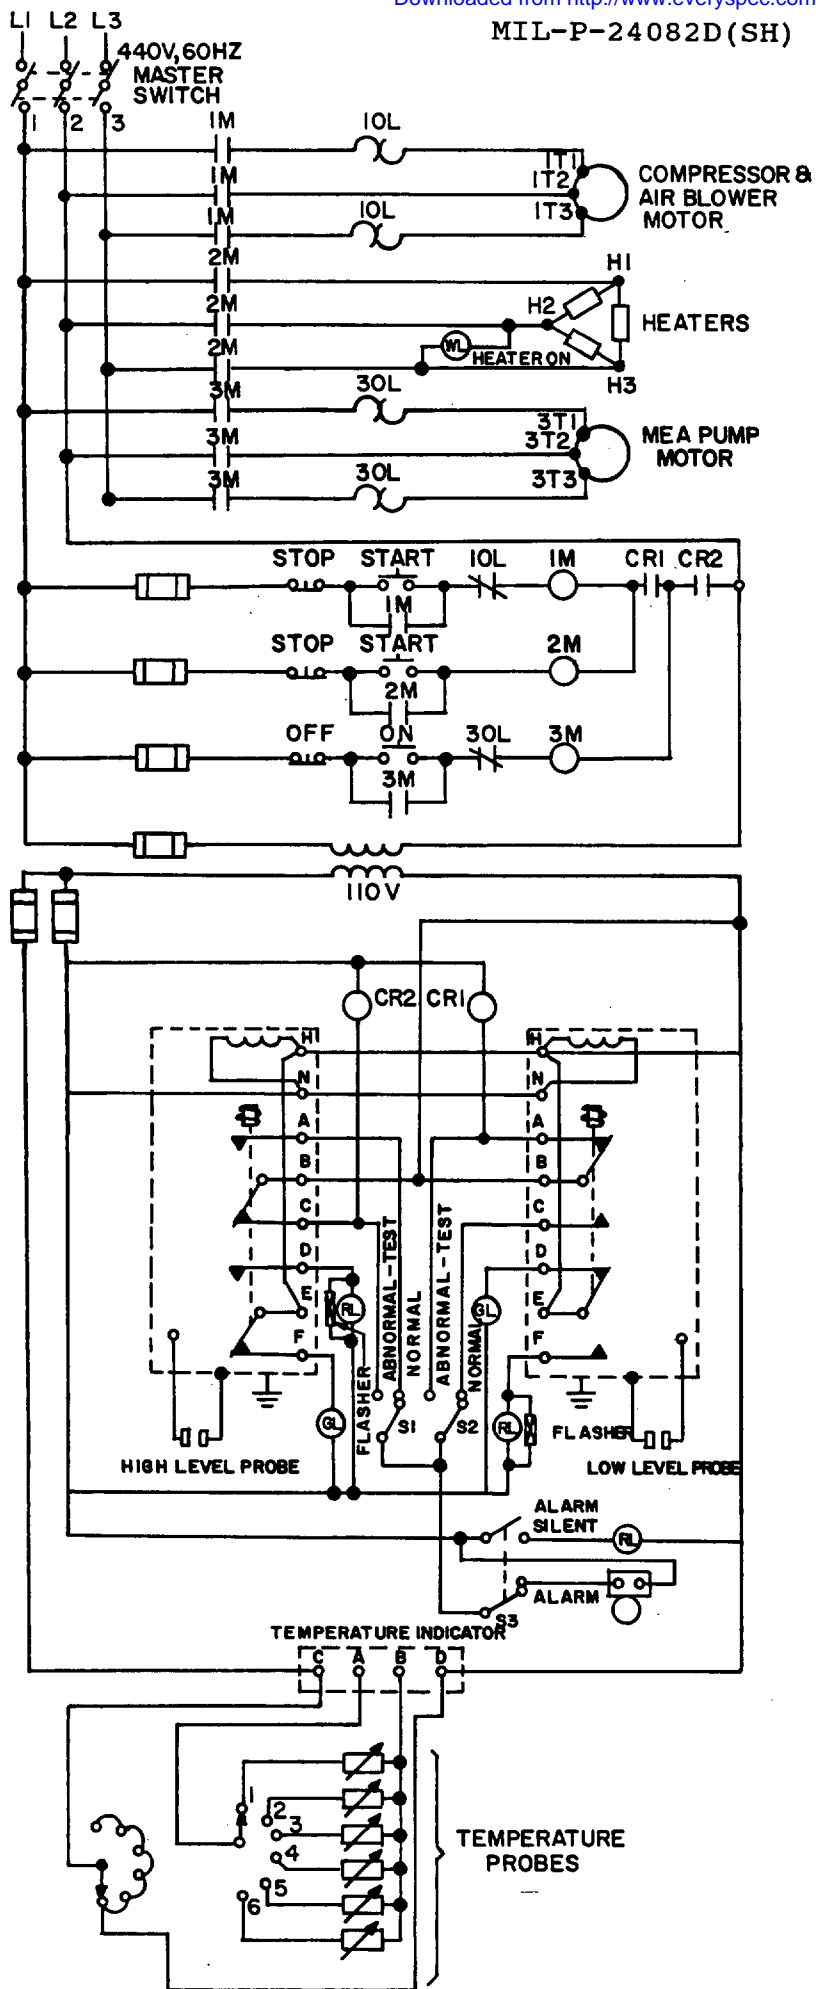 Downloaded from http://www.everyspec.com
MIL-P-24082D(SH)
L1 L2 L3
440V, 60HZ
MASTER
SWITCH
1 2 3
1M 1OL
1T1
1M 1T2
COMPRESSOR &
AIR BLOWER
MOTOR
1M 1OL 1T3
2M
H1
2M H2
HEATERS
2M WL HEATER ON
H3
3M 3OL
3T1
3M 3T2
MEA PUMP
MOTOR
3M 3OL 3T3
STOP START 1OL 1M CR1 CR2
1M
STOP START 2M
2M
OFF ON 3OL 3M
3M
110V
CR2 CR1
H H
N N
A A
B B
C C
D D
E E
F F
RL GL
FLASHER
ABNORMAL-TEST
NORMAL
ABNORMAL-TEST
NORMAL
GL S1 S2 RL
FLASHER
HIGH LEVEL PROBE
LOW LEVEL PROBE
ALARM
SILENT
RL
ALARM
S3
TEMPERATURE INDICATOR
C A B D
1
2
3
4
5
6
TEMPERATURE
PROBES